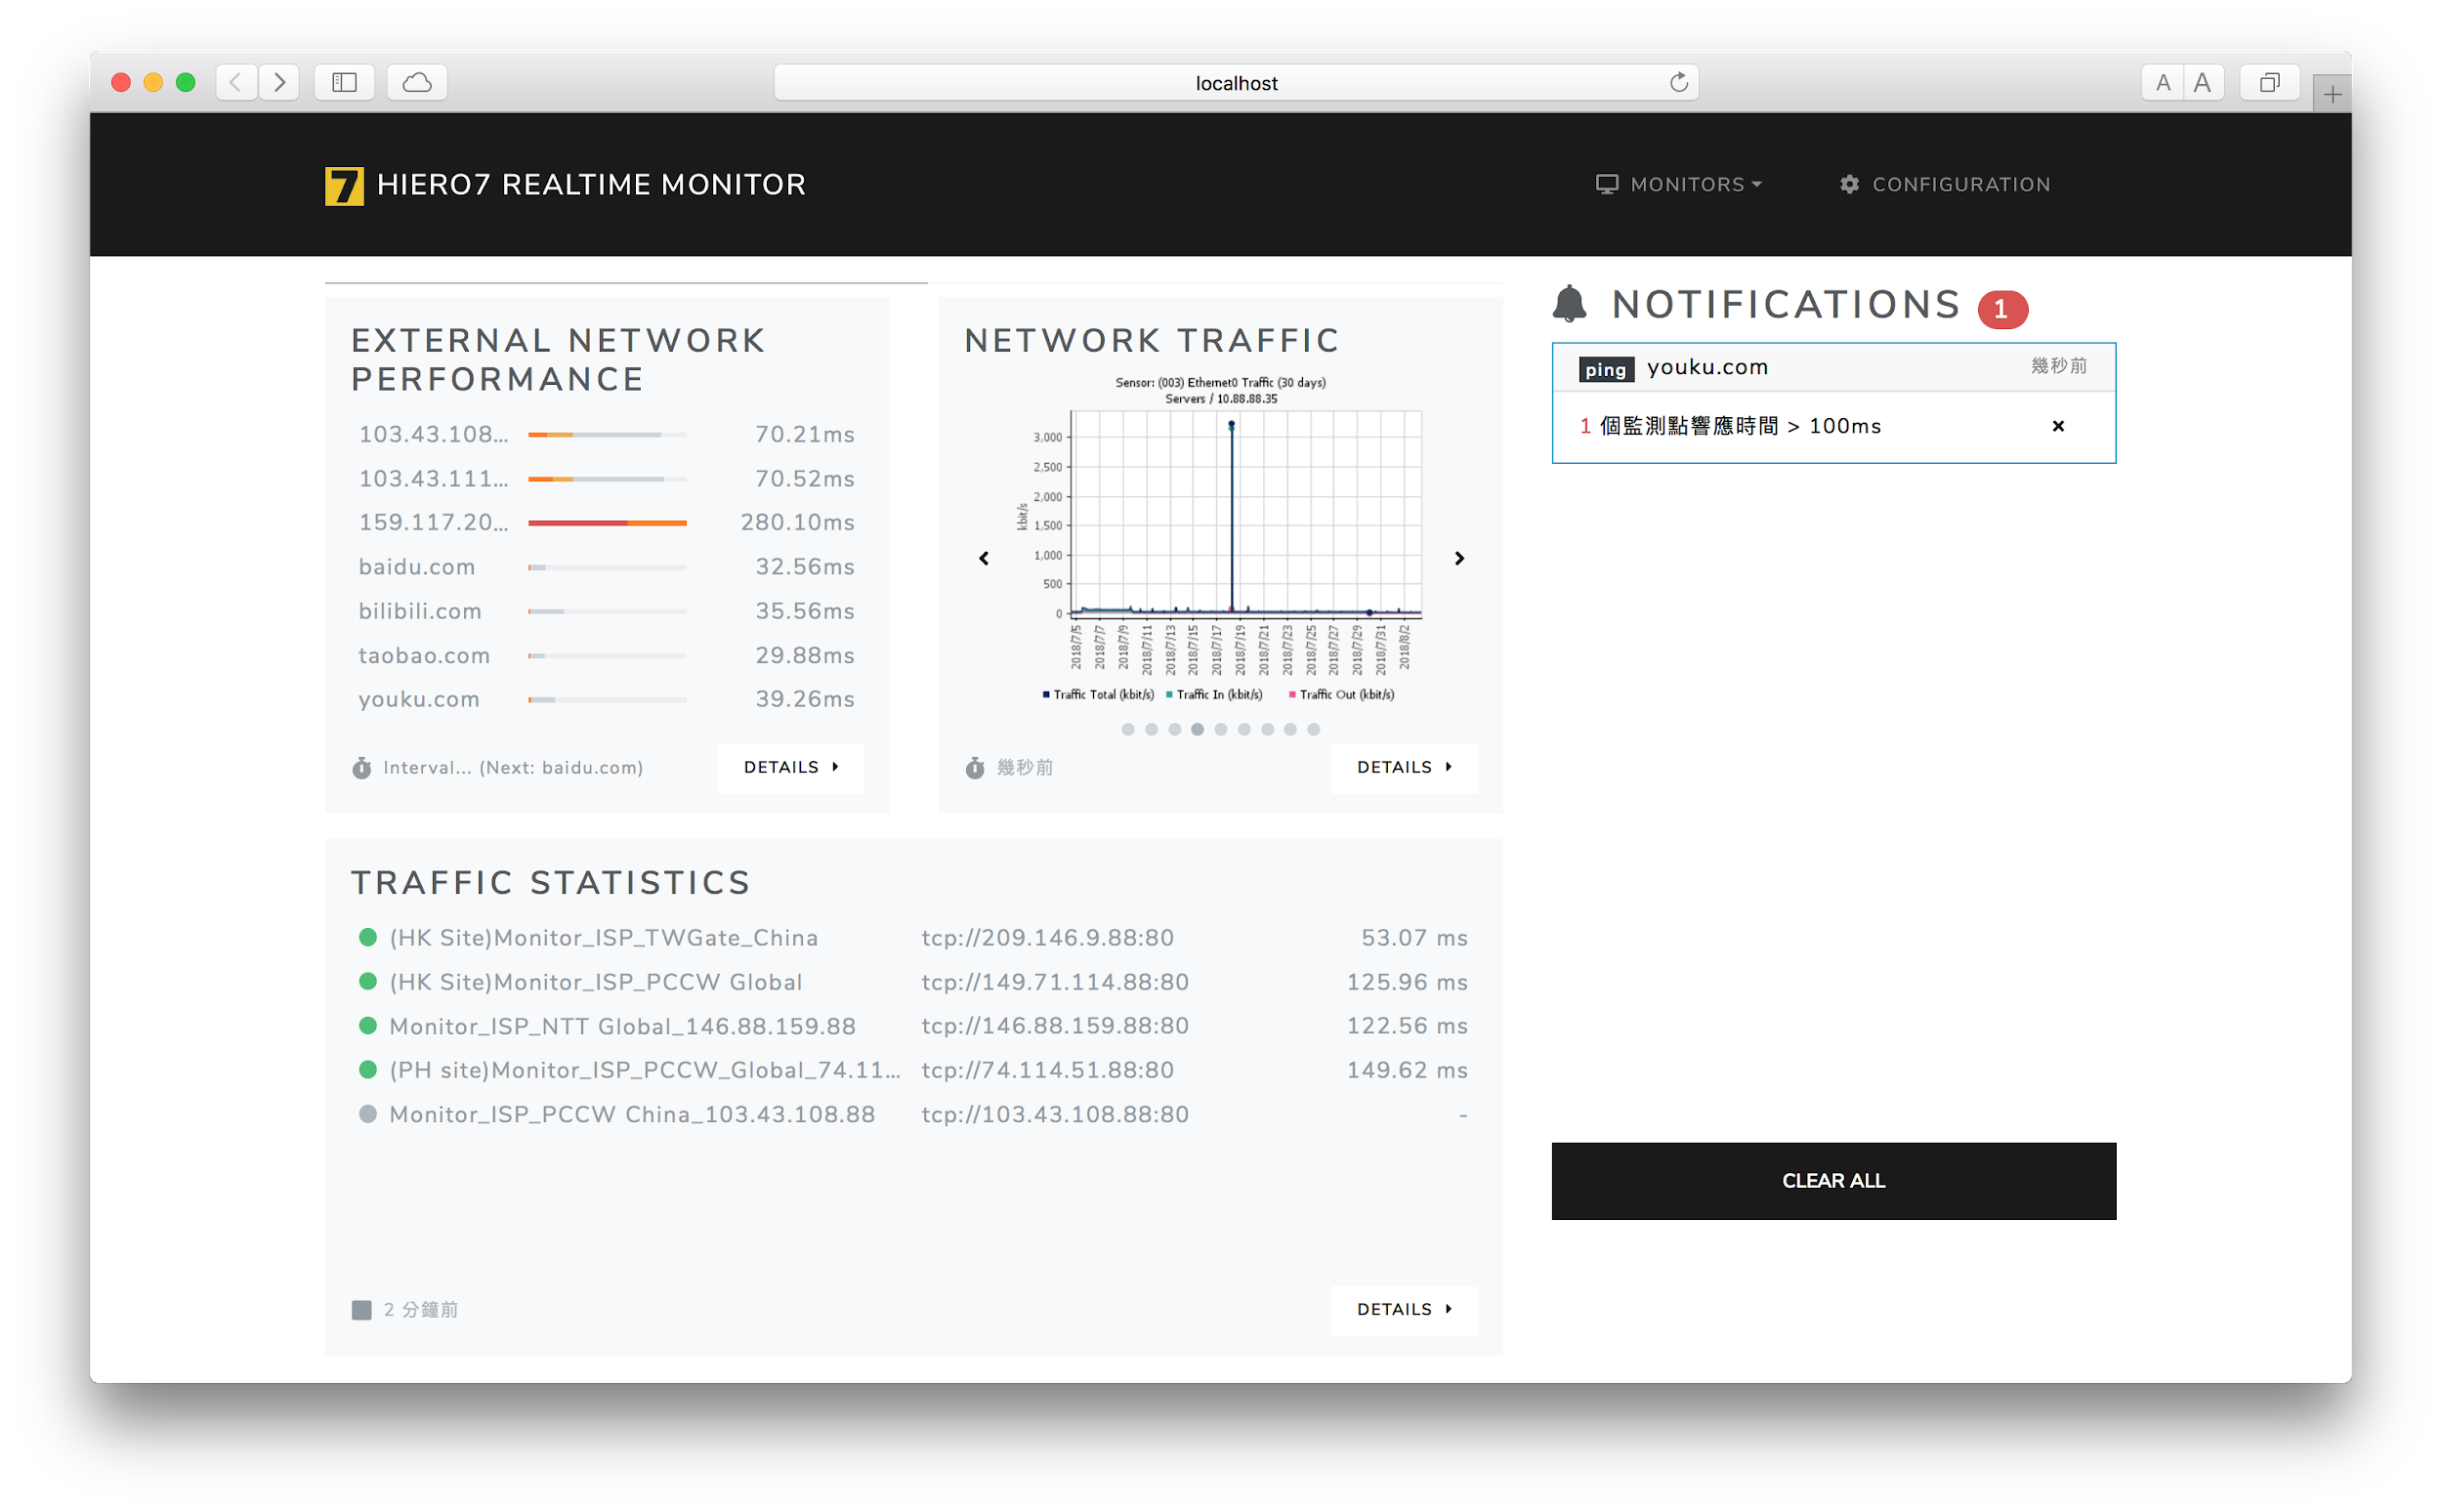 localhost
A A
7 HIERO7 REALTIME MONITOR
MONITORS
CONFIGURATION
EXTERNAL NETWORK
PERFORMANCE
103.43.108... 70.21ms
103.43.111... 70.52ms
159.117.20... 280.10ms
baidu.com 32.56ms
bilibili.com 35.56ms
taobao.com 29.88ms
youku.com 39.26ms
Interval... (Next: baidu.com)
DETAILS
NETWORK TRAFFIC
Sensor: (003) Ethernet0 Traffic (30 days)
Servers / 10.88.88.35
kbit/s
3,000
2,500
2,000
1,500
1,000
500
0
2018/7/5 2018/7/7 2018/7/9 2018/7/11 2018/7/13 2018/7/15 2018/7/17 2018/7/19 2018/7/21 2018/7/23 2018/7/25 2018/7/27 2018/7/29 2018/7/31 2018/8/2
Traffic Total (kbit/s) Traffic In (kbit/s) Traffic Out (kbit/s)
幾秒前
DETAILS
NOTIFICATIONS 1
ping youku.com 幾秒前
1 個監測點響應時間 > 100ms
TRAFFIC STATISTICS
(HK Site)Monitor_ISP_TWGate_China tcp://209.146.9.88:80 53.07 ms
(HK Site)Monitor_ISP_PCCW Global tcp://149.71.114.88:80 125.96 ms
Monitor_ISP_NTT Global_146.88.159.88 tcp://146.88.159.88:80 122.56 ms
(PH site)Monitor_ISP_PCCW_Global_74.11... tcp://74.114.51.88:80 149.62 ms
Monitor_ISP_PCCW China_103.43.108.88 tcp://103.43.108.88:80 -
2 分鐘前
DETAILS
CLEAR ALL